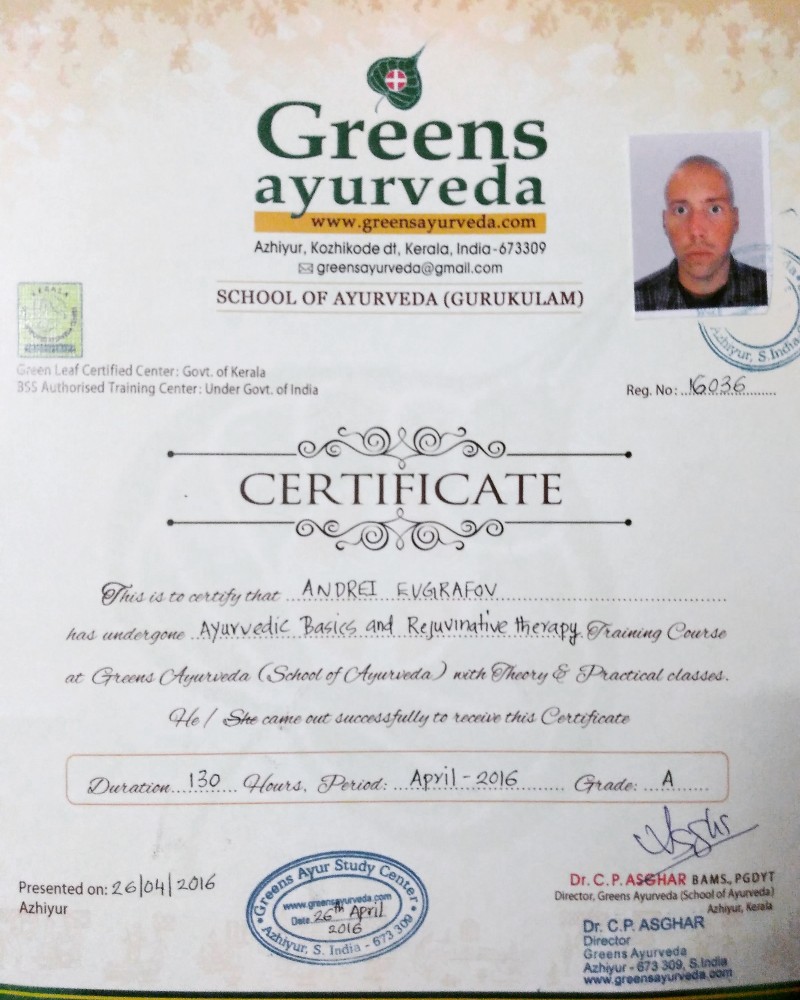 Greens
ayurveda
www.greensayurveda.com
Azhiyur, Kozhikode dt, Kerala, India-673309
greensayurveda@gmail.com
SCHOOL OF AYURVEDA (GURUKULAM)
KERALA
Green Leaf Certified Center: Govt. of Kerala
BSS Authorised Training Center: Under Govt. of India
Azhiyur, S. India
Reg. No: 16036
CERTIFICATE
This is to certify that ANDREI EVGRAFOV
has undergone Ayurvedic Basics and Rejuvinative therapy Training Course
at Greens Ayurveda (School of Ayurveda) with Theory & Practical classes.
He / She came out successfully to receive this Certificate
Duration 130 Hours, Period: April - 2016 Grade: A
Presented on: 26/04/2016
Azhiyur
Greens Ayur Study Center
www.greensayurveda.com
Date 26th April
2016
Azhiyur, S. India - 673 309
Dr. C. P. ASGHAR BAMS., PGDYT
Director, Greens Ayurveda (School of Ayurveda)
Azhiyur, Kerala
Dr. C.P. ASGHAR
Director
Greens Ayurveda
Azhiyur - 673 309, S.India
www.greensayurveda.com